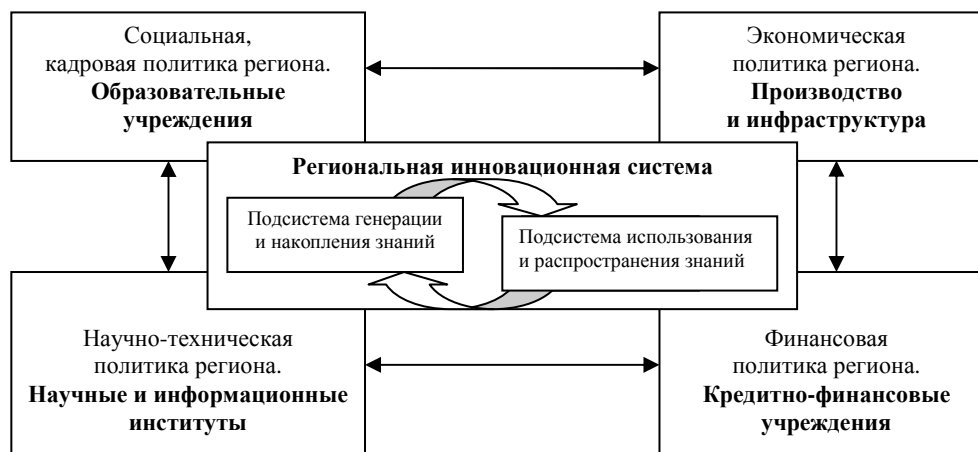 Социальная,
кадровая политика региона.
Образовательные
учреждения
Экономическая
политика региона.
Производство
и инфраструктура
Региональная инновационная система
Подсистема генерации
и накопления знаний
Подсистема использования
и распространения знаний
Научно-техническая
политика региона.
Научные и информационные
институты
Финансовая
политика региона.
Кредитно-финансовые
учреждения